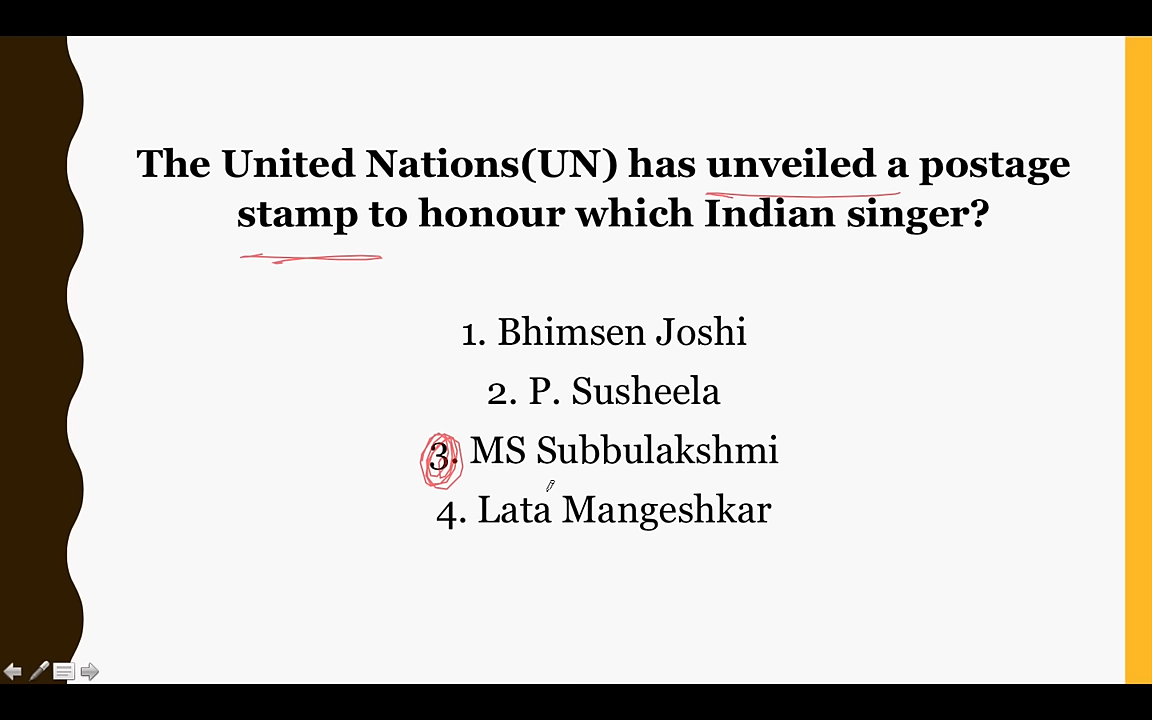 The United Nations(UN) has unveiled a postage
stamp to honour which Indian singer?
1. Bhimsen Joshi
2. P. Susheela
3. MS Subbulakshmi
4. Lata Mangeshkar